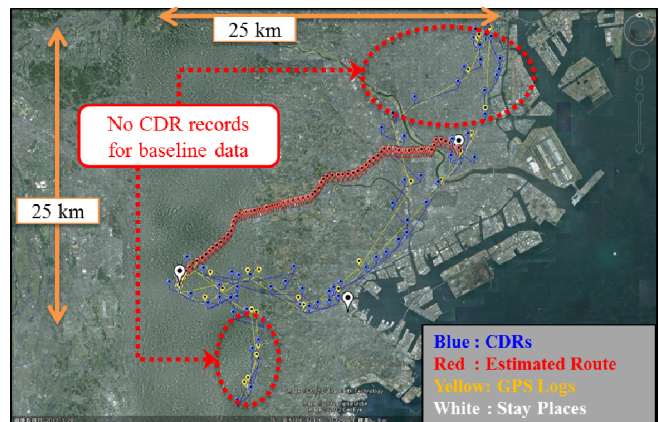 25 km
No CDR records
for baseline data
25 km
Blue : CDRs
Red : Estimated Route
Yellow: GPS Logs
White : Stay Places